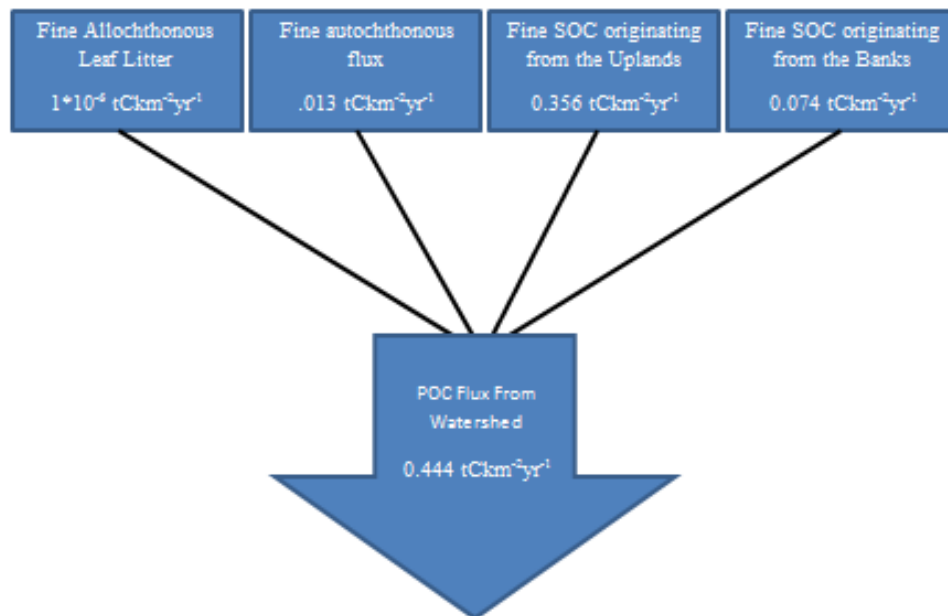 Fine Allochthonous
Leaf Litter
1*10⁻⁶ tCkm⁻²yr⁻¹
Fine autochthonous
flux
.013 tCkm⁻²yr⁻¹
Fine SOC originating
from the Uplands
0.356 tCkm⁻²yr⁻¹
Fine SOC originating
from the Banks
0.074 tCkm⁻²yr⁻¹
POC Flux From
Watershed
0.444 tCkm⁻²yr⁻¹